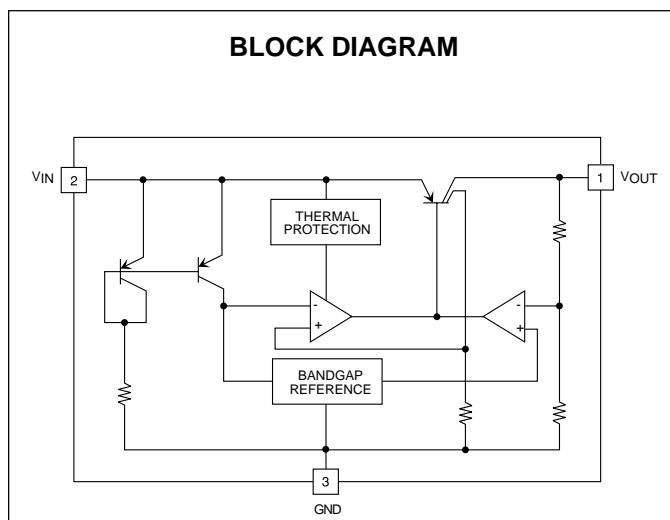 BLOCK DIAGRAM
VIN
2
1
VOUT
THERMAL
PROTECTION
-
+
-
+
BANDGAP
REFERENCE
3
GND